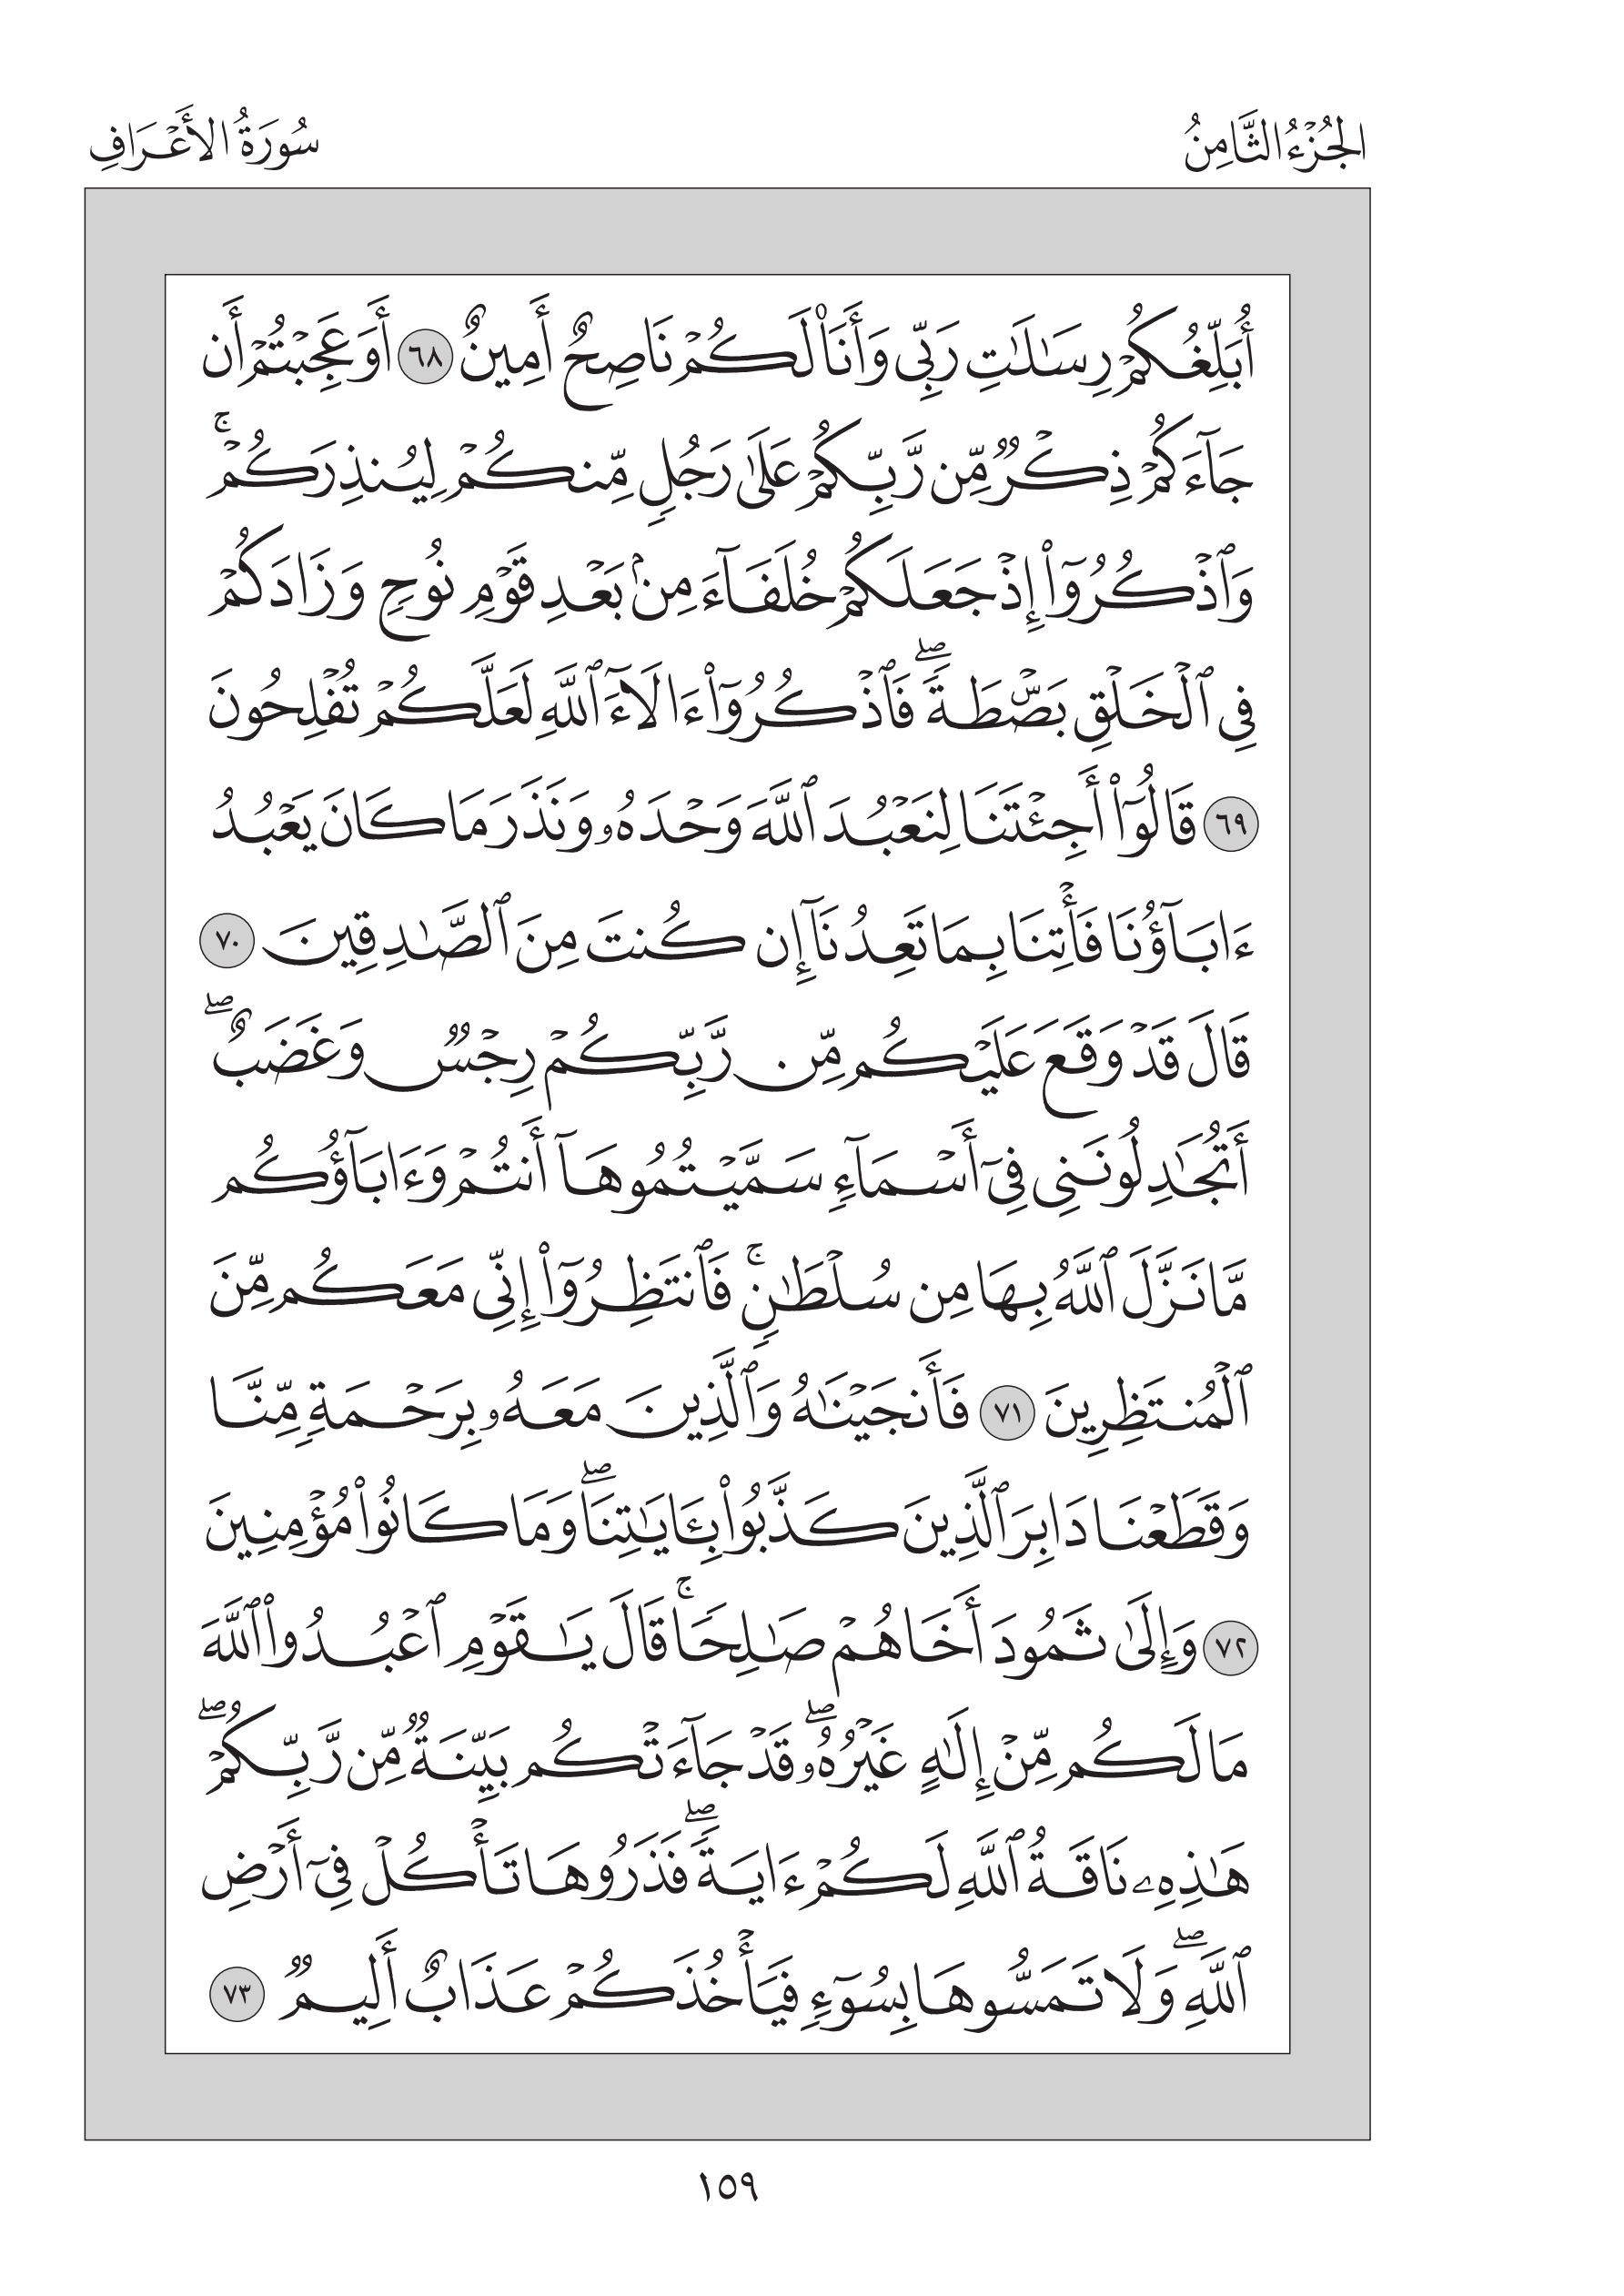 الجُزْءُ الثَّامِنُ
سُورَةُ الأَعْرَافِ
أُبَلِّغُكُمْ رِسَٰلَٰتِ رَبِّى وَأَنَا۠ لَكُمْ نَاصِحٌ أَمِينٌ ٦٨ أَوَعَجِبْتُمْ أَن
جَآءَكُمْ ذِكْرٌ مِّن رَّبِّكُمْ عَلَىٰ رَجُلٍ مِّنكُمْ لِيُنذِرَكُمْ ۚ
وَٱذْكُرُوٓا۟ إِذْ جَعَلَكُمْ خُلَفَآءَ مِنۢ بَعْدِ قَوْمِ نُوحٍ وَزَادَكُمْ
فِى ٱلْخَلْقِ بَصْۜطَةً ۖ فَٱذْكُرُوٓا۟ ءَالَآءَ ٱللَّهِ لَعَلَّكُمْ تُفْلِحُونَ
٦٩ قَالُوٓا۟ أَجِئْتَنَا لِنَعْبُدَ ٱللَّهَ وَحْدَهُۥ وَنَذَرَ مَا كَانَ يَعْبُدُ
ءَابَآؤُنَا فَأْتِنَا بِمَا تَعِدُنَآ إِن كُنتَ مِنَ ٱلصَّٰدِقِينَ ٧٠
قَالَ قَدْ وَقَعَ عَلَيْكُم مِّن رَّبِّكُمْ رِجْسٌ وَغَضَبٌ ۖ
أَتُجَٰدِلُونَنِى فِىٓ أَسْمَآءٍ سَمَّيْتُمُوهَآ أَنتُمْ وَءَابَآؤُكُم
مَّا نَزَّلَ ٱللَّهُ بِهَا مِن سُلْطَٰنٍ ۚ فَٱنتَظِرُوٓا۟ إِنِّى مَعَكُم مِّنَ
ٱلْمُنتَظِرِينَ ٧١ فَأَنجَيْنَٰهُ وَٱلَّذِينَ مَعَهُۥ بِرَحْمَةٍ مِّنَّا
وَقَطَعْنَا دَابِرَ ٱلَّذِينَ كَذَّبُوا۟ بِـَٔايَٰتِنَا ۖ وَمَا كَانُوا۟ مُؤْمِنِينَ
٧٢ وَإِلَىٰ ثَمُودَ أَخَاهُمْ صَٰلِحًا ۚ قَالَ يَٰقَوْمِ ٱعْبُدُوا۟ ٱللَّهَ
مَا لَكُم مِّنْ إِلَٰهٍ غَيْرُهُۥ ۖ قَدْ جَآءَتْكُم بَيِّنَةٌ مِّن رَّبِّكُمْ ۖ
هَٰذِهِۦ نَاقَةُ ٱللَّهِ لَكُمْ ءَايَةً ۖ فَذَرُوهَا تَأْكُلْ فِىٓ أَرْضِ
ٱللَّهِ ۖ وَلَا تَمَسُّوهَا بِسُوٓءٍ فَيَأْخُذَكُمْ عَذَابٌ أَلِيمٌ ٧٣
١٥٩